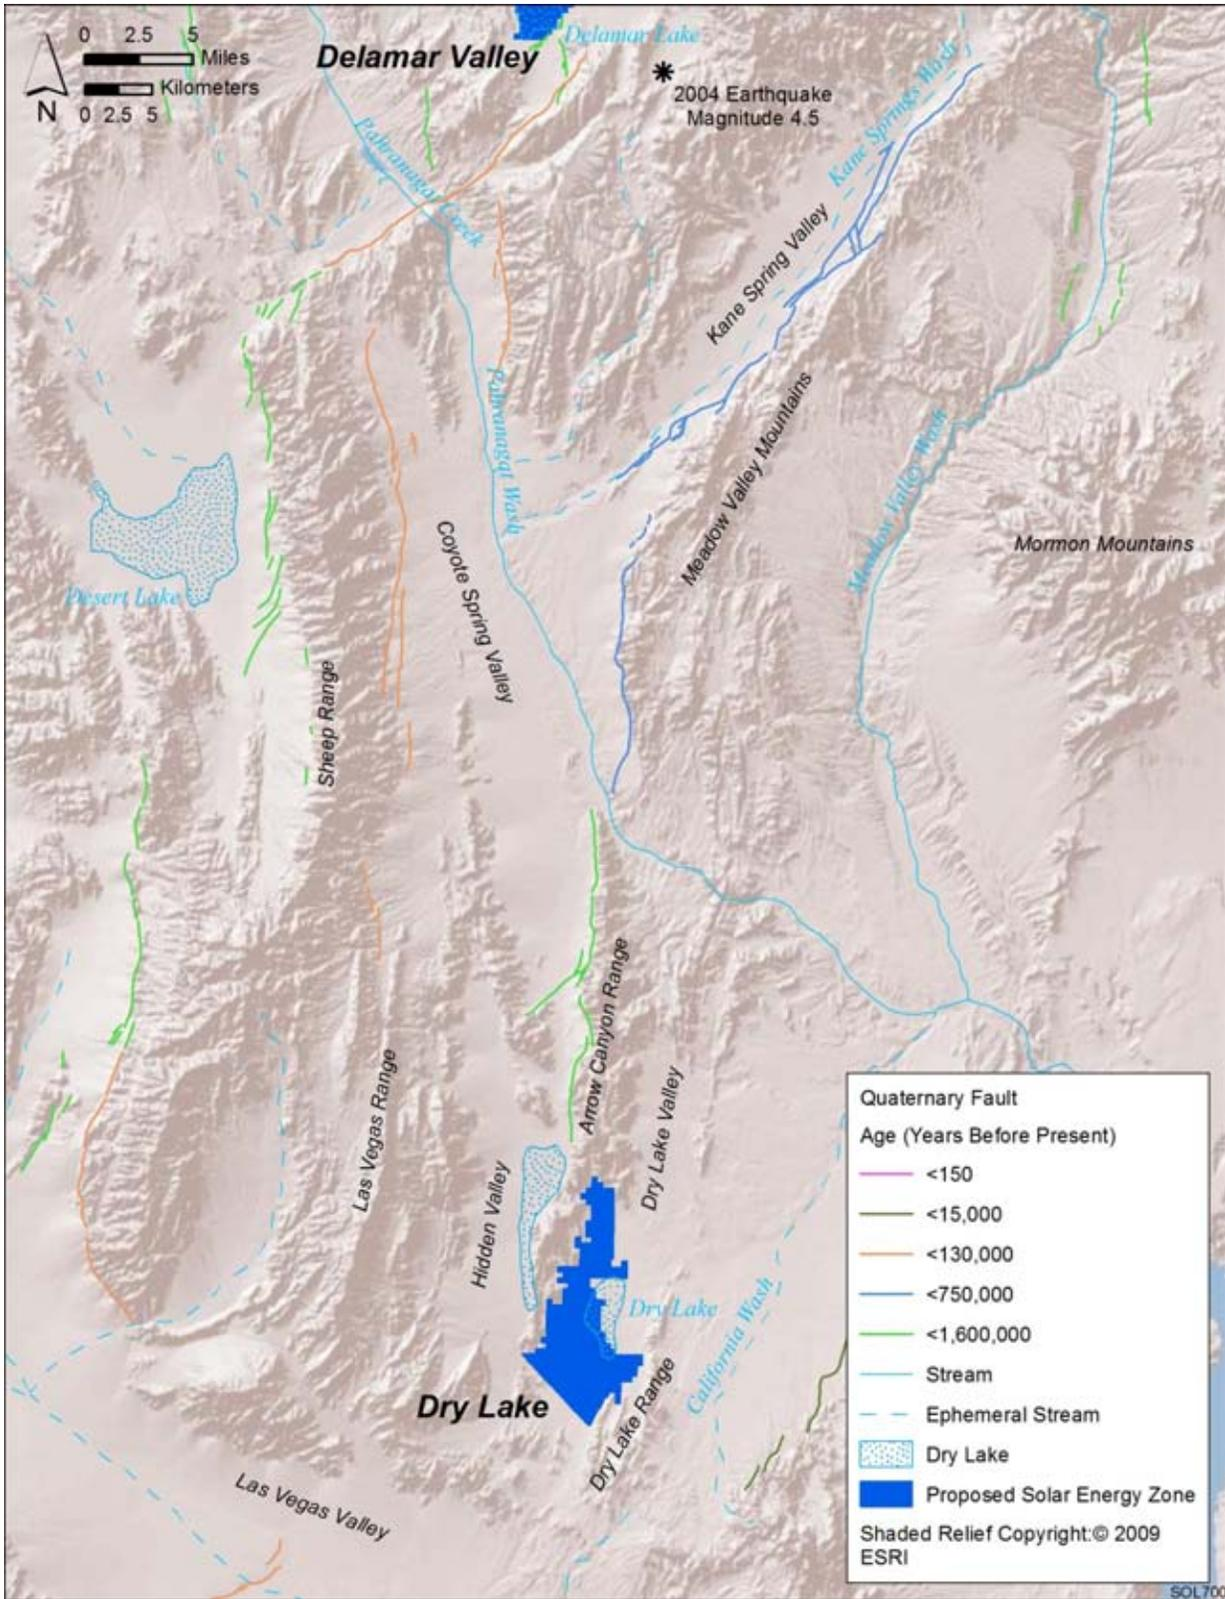 0 2.5 5
Miles
Kilometers
0 2.5 5
N
Delamar Valley
Delamar Lake
2004 Earthquake
Magnitude 4.5
Kane Springs Wash
Pahranagat Creek
Kane Spring Valley
Pahranagat Wash
Meadow Valley Mountains
Meadow Valley Wash
Mormon Mountains
Desert Lake
Coyote Spring Valley
Sheep Range
Arrow Canyon Range
Las Vegas Range
Dry Lake Valley
Hidden Valley
Dry Lake
California Wash
Dry Lake
Dry Lake Range
Las Vegas Valley
Quaternary Fault
Age (Years Before Present)
<150
<15,000
<130,000
<750,000
<1,600,000
Stream
Ephemeral Stream
Dry Lake
Proposed Solar Energy Zone
Shaded Relief Copyright:© 2009
ESRI
SOL700